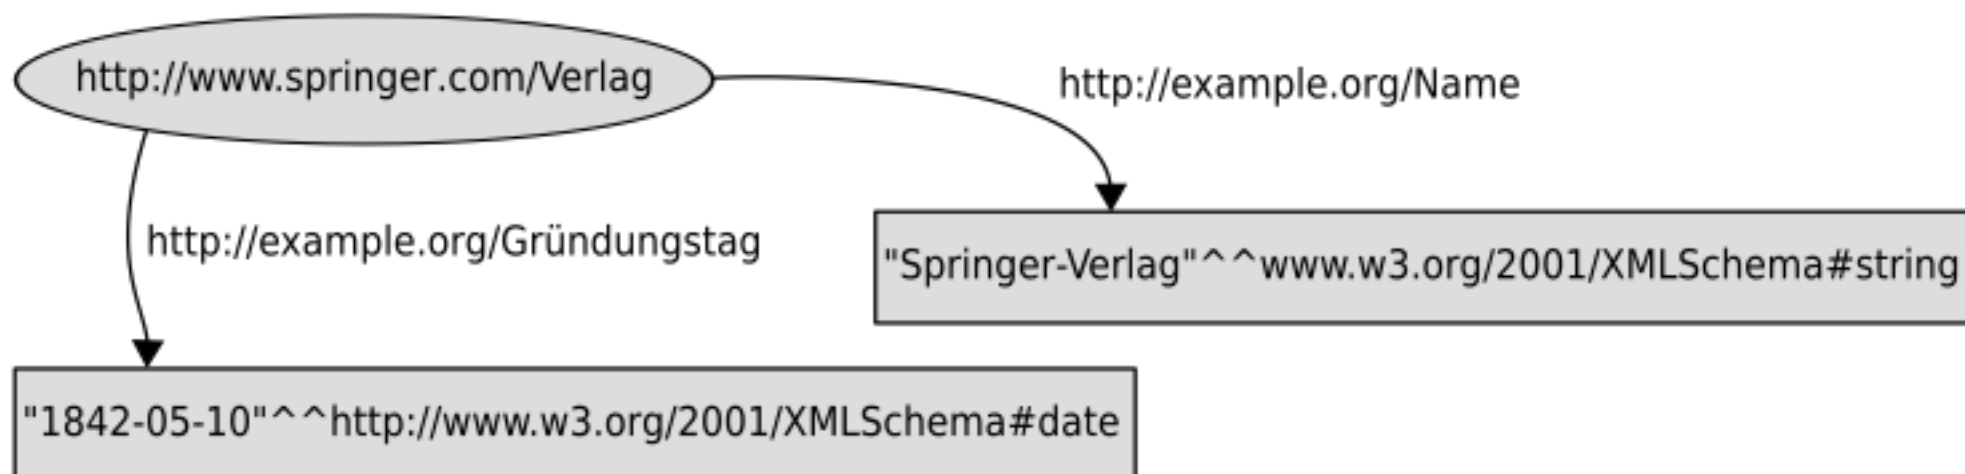 http://www.springer.com/Verlag
http://example.org/Name
http://example.org/Gründungstag
"Springer-Verlag"^^www.w3.org/2001/XMLSchema#string
"1842-05-10"^^http://www.w3.org/2001/XMLSchema#date